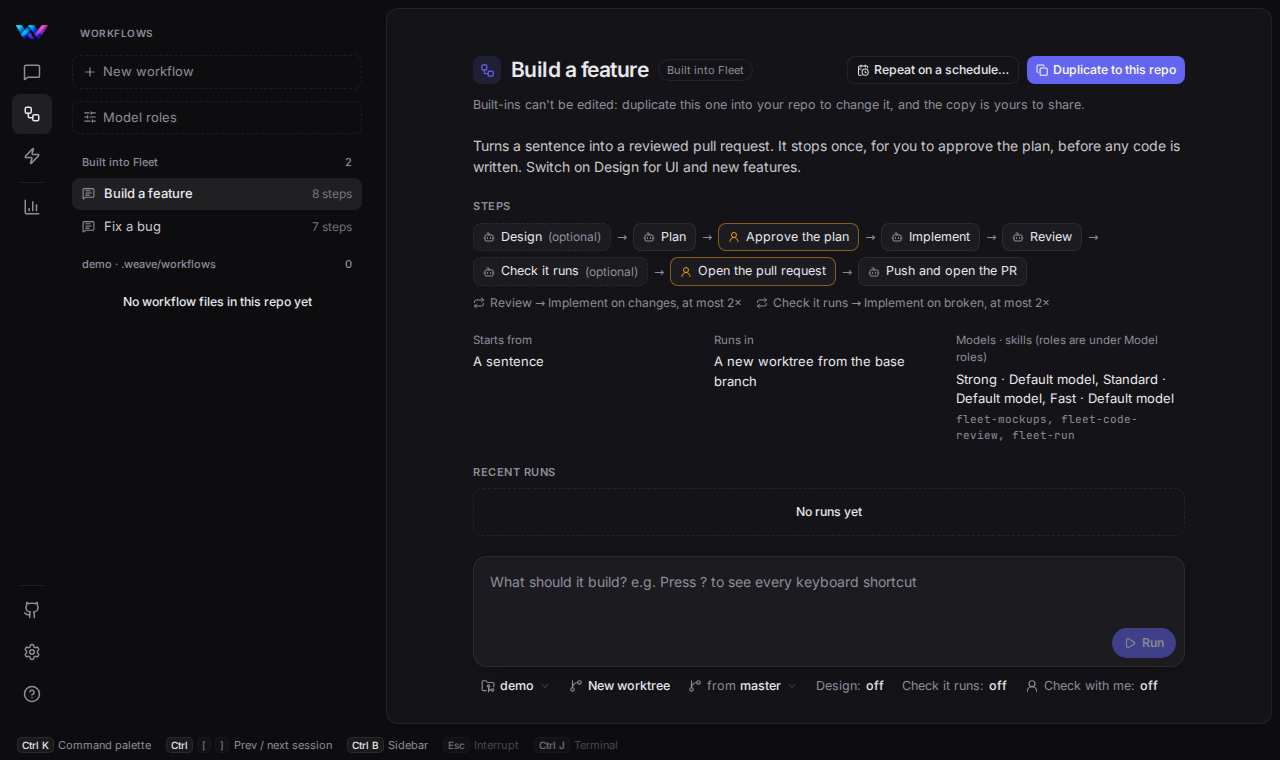 WORKFLOWS
New workflow
Model roles
Built into Fleet 2
Build a feature 8 steps
Fix a bug 7 steps
demo · .weave/workflows 0
No workflow files in this repo yet
Build a feature Built into Fleet Repeat on a schedule... Duplicate to this repo
Built-ins can't be edited: duplicate this one into your repo to change it, and the copy is yours to share.
Turns a sentence into a reviewed pull request. It stops once, for you to approve the plan, before any code is
written. Switch on Design for UI and new features.
STEPS
Design (optional) → Plan → Approve the plan → Implement → Review →
Check it runs (optional) → Open the pull request → Push and open the PR
Review → Implement on changes, at most 2× Check it runs → Implement on broken, at most 2×
Starts from
A sentence
Runs in
A new worktree from the base
branch
Models · skills (roles are under Model
roles)
Strong · Default model, Standard ·
Default model, Fast · Default model
fleet-mockups, fleet-code-
review, fleet-run
RECENT RUNS
No runs yet
What should it build? e.g. Press ? to see every keyboard shortcut
Run
demo New worktree from master Design: off Check it runs: off Check with me: off
Ctrl K Command palette Ctrl [ ] Prev / next session Ctrl B Sidebar Esc Interrupt Ctrl J Terminal